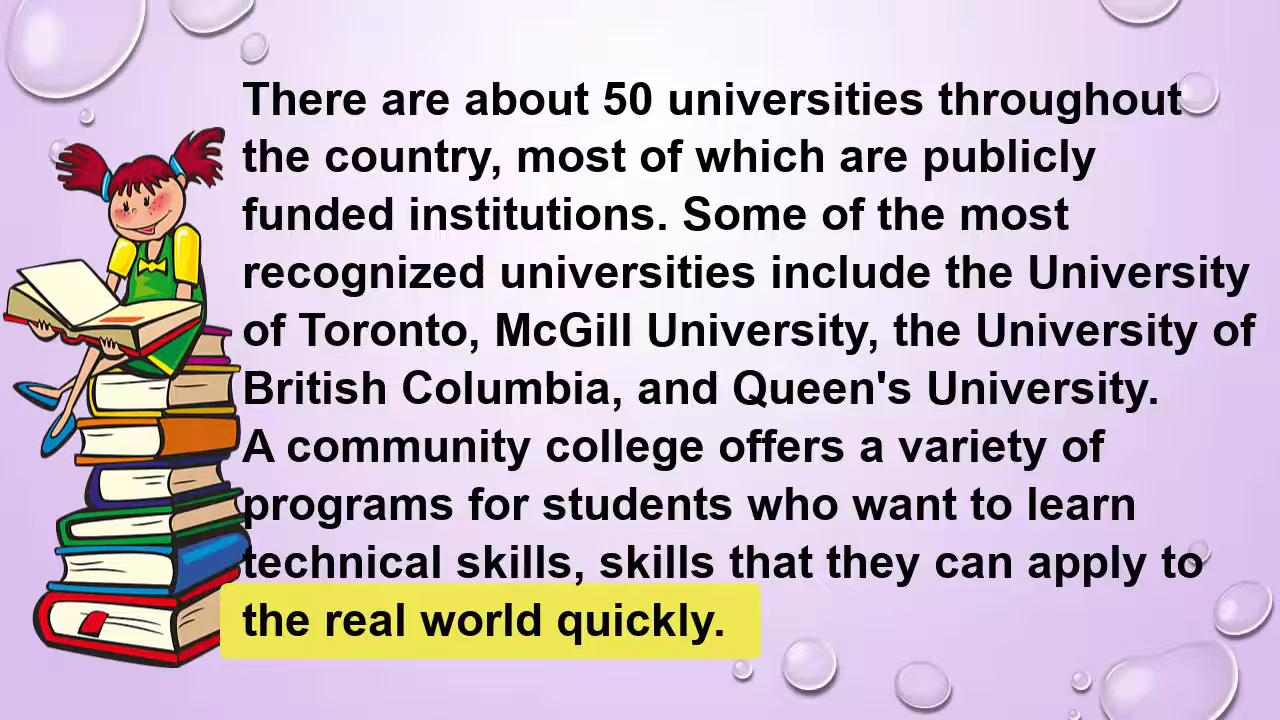 There are about 50 universities throughout
the country, most of which are publicly
funded institutions. Some of the most
recognized universities include the University
of Toronto, McGill University, the University of
British Columbia, and Queen's University.
A community college offers a variety of
programs for students who want to learn
technical skills, skills that they can apply to
the real world quickly.